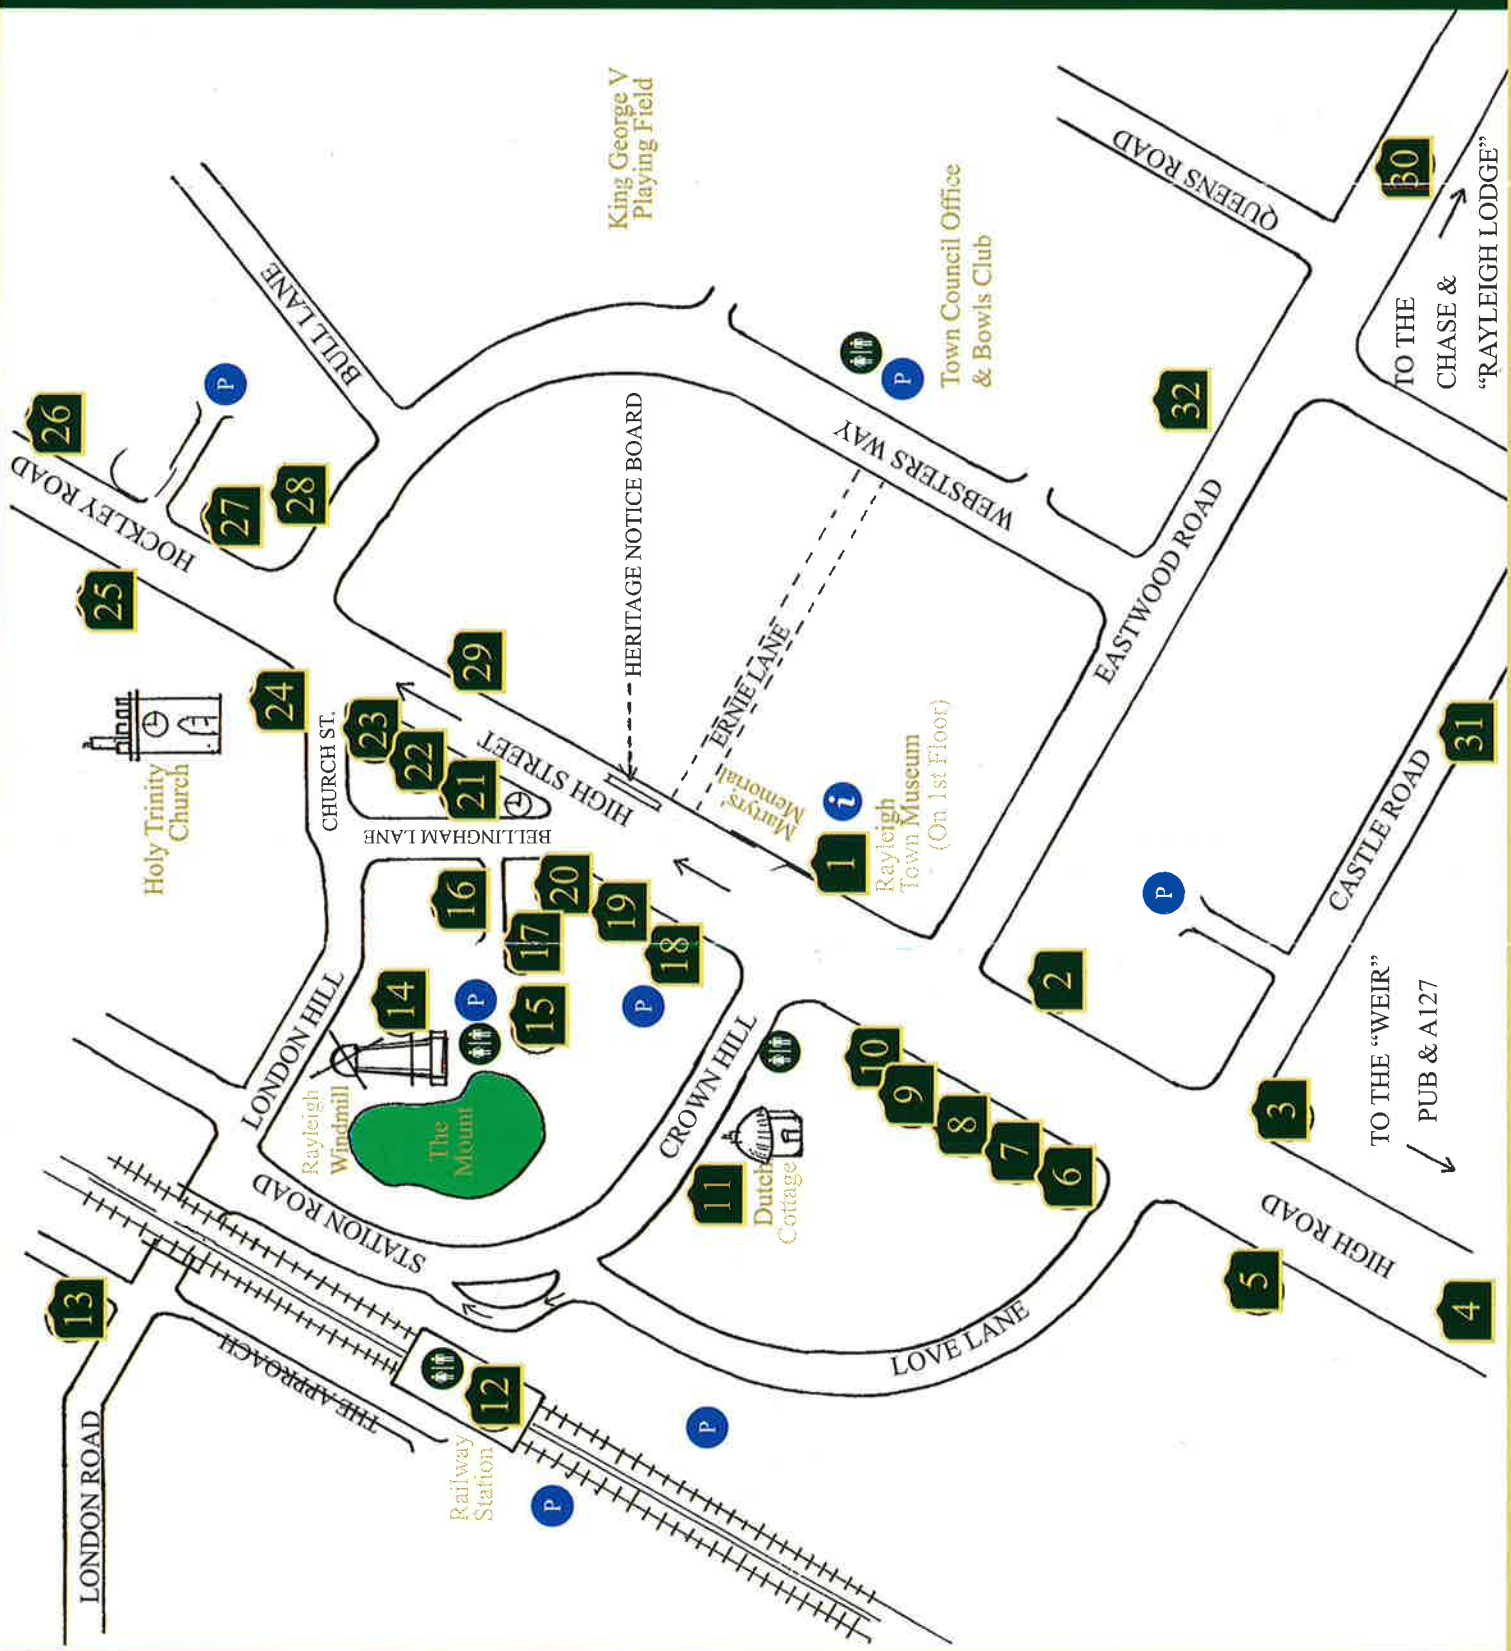 LONDON ROAD
13
THE APPROACH
Railway
Station
12
P
P
STATION ROAD
LONDON HILL
Rayleigh
Windmill
The
Mount
14
P
15
P
16
17
18
19
20
Holy Trinity
Church
CHURCH ST.
BELLINGHAM LANE
21
22
23
24
25
HOCKLEY ROAD
26
27
28
P
BULL LANE
29
HIGH STREET
HERITAGE NOTICE BOARD
ERNIE LANE
Martyrs'
Memorial
1
i
Rayleigh
Town Museum
(On 1st Floor)
King George V
Playing Field
WEBSTERS WAY
P
Town Council Office
& Bowls Club
QUEENS ROAD
30
TO THE
CHASE &
"RAYLEIGH LODGE"
32
EASTWOOD ROAD
CASTLE ROAD
31
P
2
3
TO THE "WEIR"
PUB & A127
HIGH ROAD
4
5
LOVE LANE
6
7
8
9
10
CROWN HILL
11
Dutch
Cottage